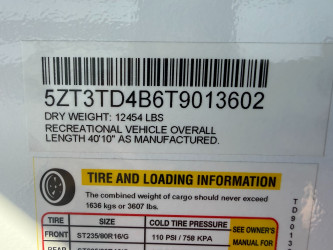 5ZT3TD4B6T9013602
DRY WEIGHT: 12454 LBS
RECREATIONAL VEHICLE OVERALL
LENGTH 40'10" AS MANUFACTURED.
TIRE AND LOADING INFORMATION
The combined weight of cargo should never exceed
1636 kgs or 3607 lbs.
TIRE SIZE COLD TIRE PRESSURE SEE OWNER'S
MANUAL FOR
FRONT ST235/80R16/G 110 PSI / 758 KPA
REAR